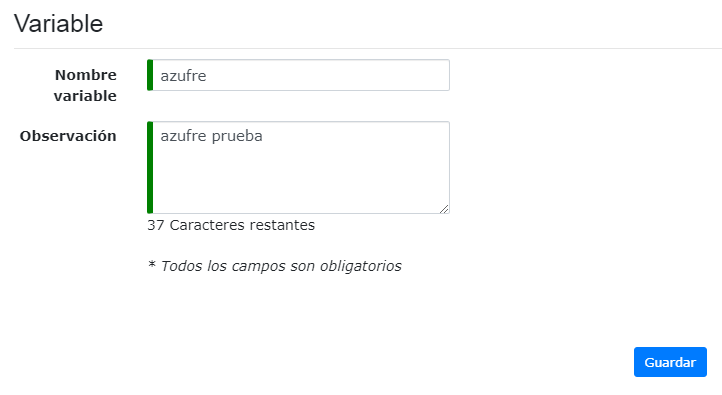 Variable
Nombre
variable
azufre
Observación
azufre prueba
37 Caracteres restantes
* Todos los campos son obligatorios
Guardar